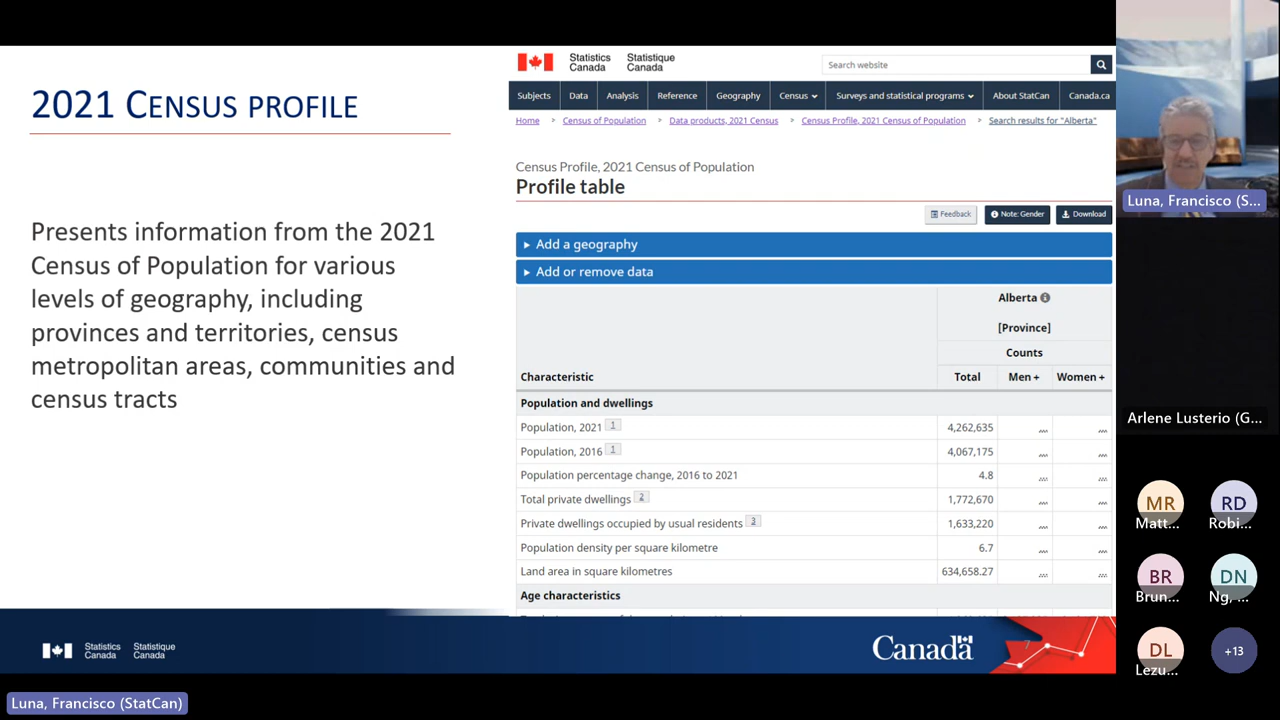 2021 CENSUS PROFILE
Presents information from the 2021
Census of Population for various
levels of geography, including
provinces and territories, census
metropolitan areas, communities and
census tracts
Statistics Canada
Statistique Canada
Search website
Subjects Data Analysis Reference Geography Census Surveys and statistical programs About StatCan Canada.ca
Home > Census of Population > Data products, 2021 Census > Census Profile, 2021 Census of Population > Search results for "Alberta"
Census Profile, 2021 Census of Population
Profile table
Feedback Note: Gender Download
Add a geography
Add or remove data
Alberta
[Province]
Counts
Characteristic Total Men + Women +
Population and dwellings
Population, 2021 1 4,262,635 ... ...
Population, 2016 1 4,067,175 ... ...
Population percentage change, 2016 to 2021 4.8 ... ...
Total private dwellings 2 1,772,670 ... ...
Private dwellings occupied by usual residents 3 1,633,220 ... ...
Population density per square kilometre 6.7 ... ...
Land area in square kilometres 634,658.27 ... ...
Age characteristics
Statistics Canada
Statistique Canada
Canada
7
Luna, Francisco (S...
Arlene Lusterio (G...
MR
Matt...
RD
Robi...
BR
Brun...
DN
Ng, ...
DL
Lezu...
+13
Luna, Francisco (StatCan)